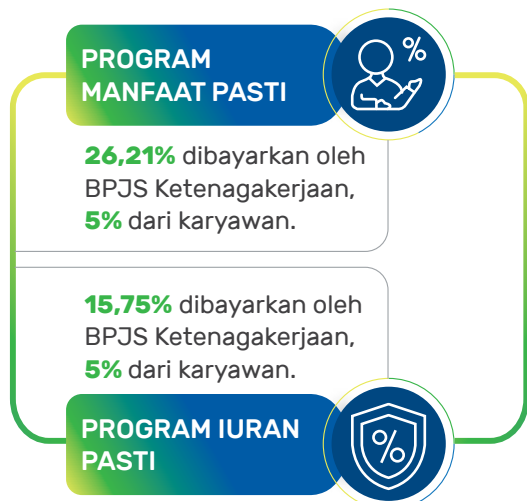 PROGRAM
MANFAAT PASTI
%
26,21% dibayarkan oleh
BPJS Ketenagakerjaan,
5% dari karyawan.
15,75% dibayarkan oleh
BPJS Ketenagakerjaan,
5% dari karyawan.
PROGRAM IURAN
PASTI
%